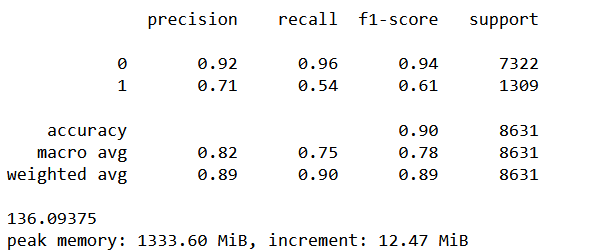 precision recall f1-score support
0 0.92 0.96 0.94 7322
1 0.71 0.54 0.61 1309
accuracy 0.90 8631
macro avg 0.82 0.75 0.78 8631
weighted avg 0.89 0.90 0.89 8631
136.09375
peak memory: 1333.60 MiB, increment: 12.47 MiB